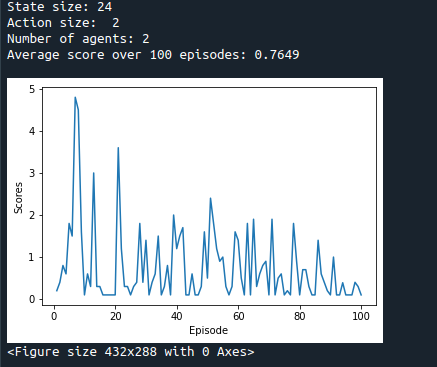 State size: 24
Action size:  2
Number of agents: 2
Average score over 100 episodes: 0.7649
5
4
3
2
1
0
Scores
0 20 40 60 80 100
Episode
<Figure size 432x288 with 0 Axes>